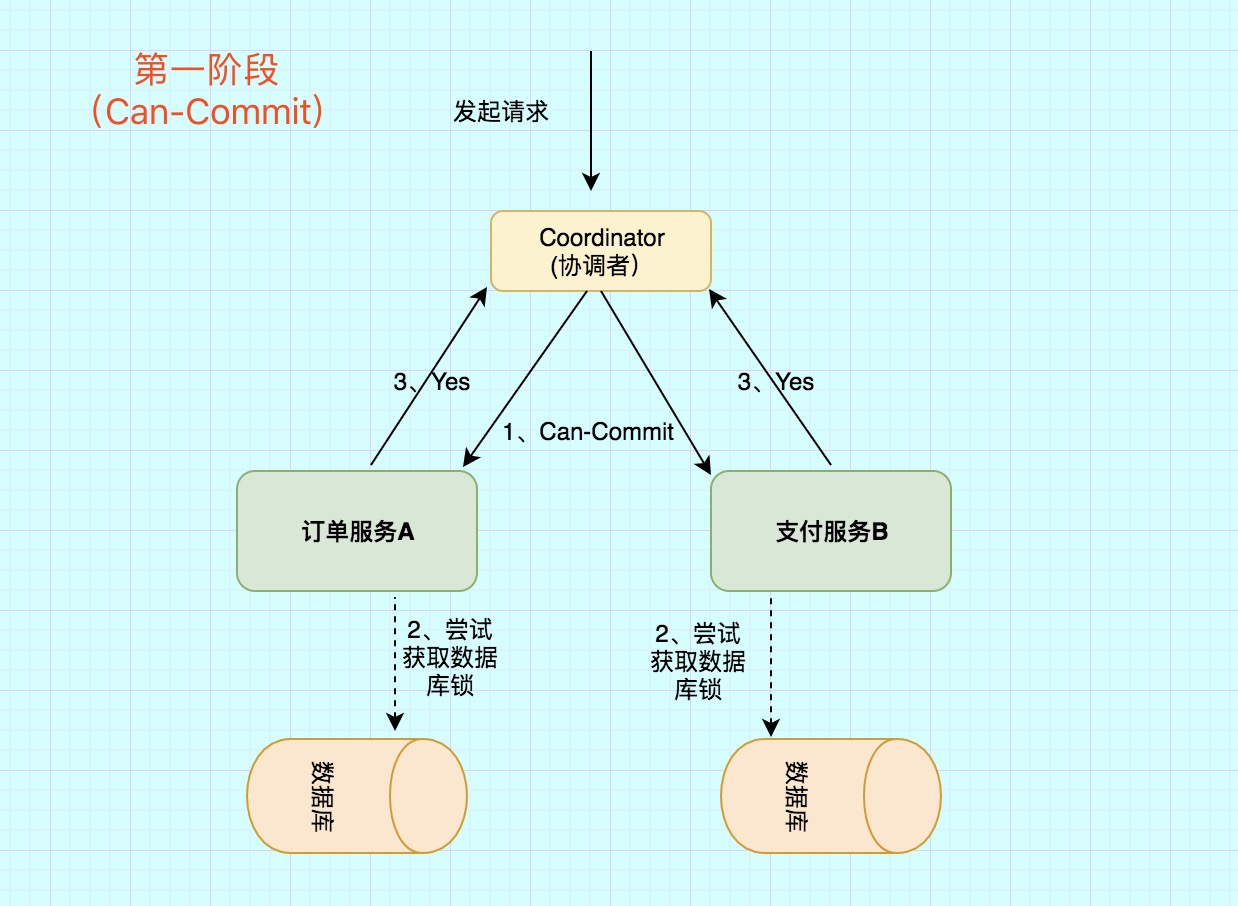 第一阶段
（Can-Commit）
发起请求
Coordinator
(协调者）
3、Yes
3、Yes
1、Can-Commit
订单服务A
支付服务B
2、尝试
获取数据
库锁
2、尝试
获取数据
库锁
数据库
数据库